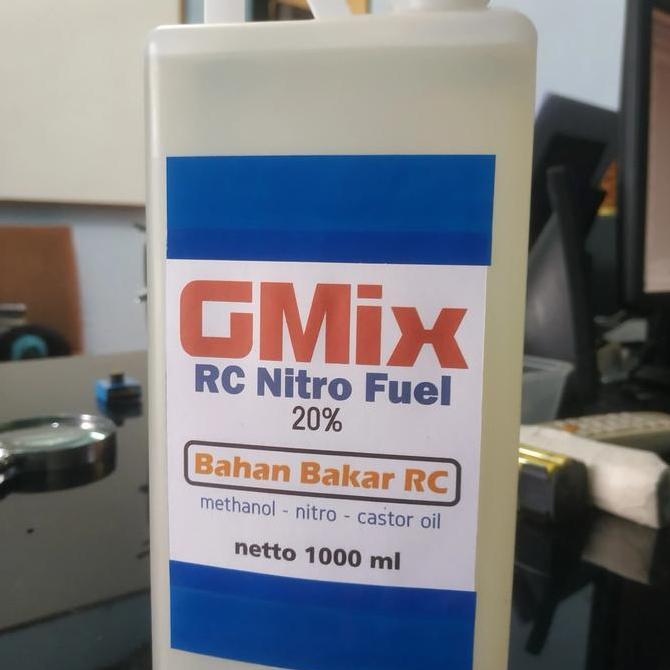 GMix
RC Nitro Fuel
20%
Bahan Bakar RC
methanol - nitro - castor oil
netto 1000 ml